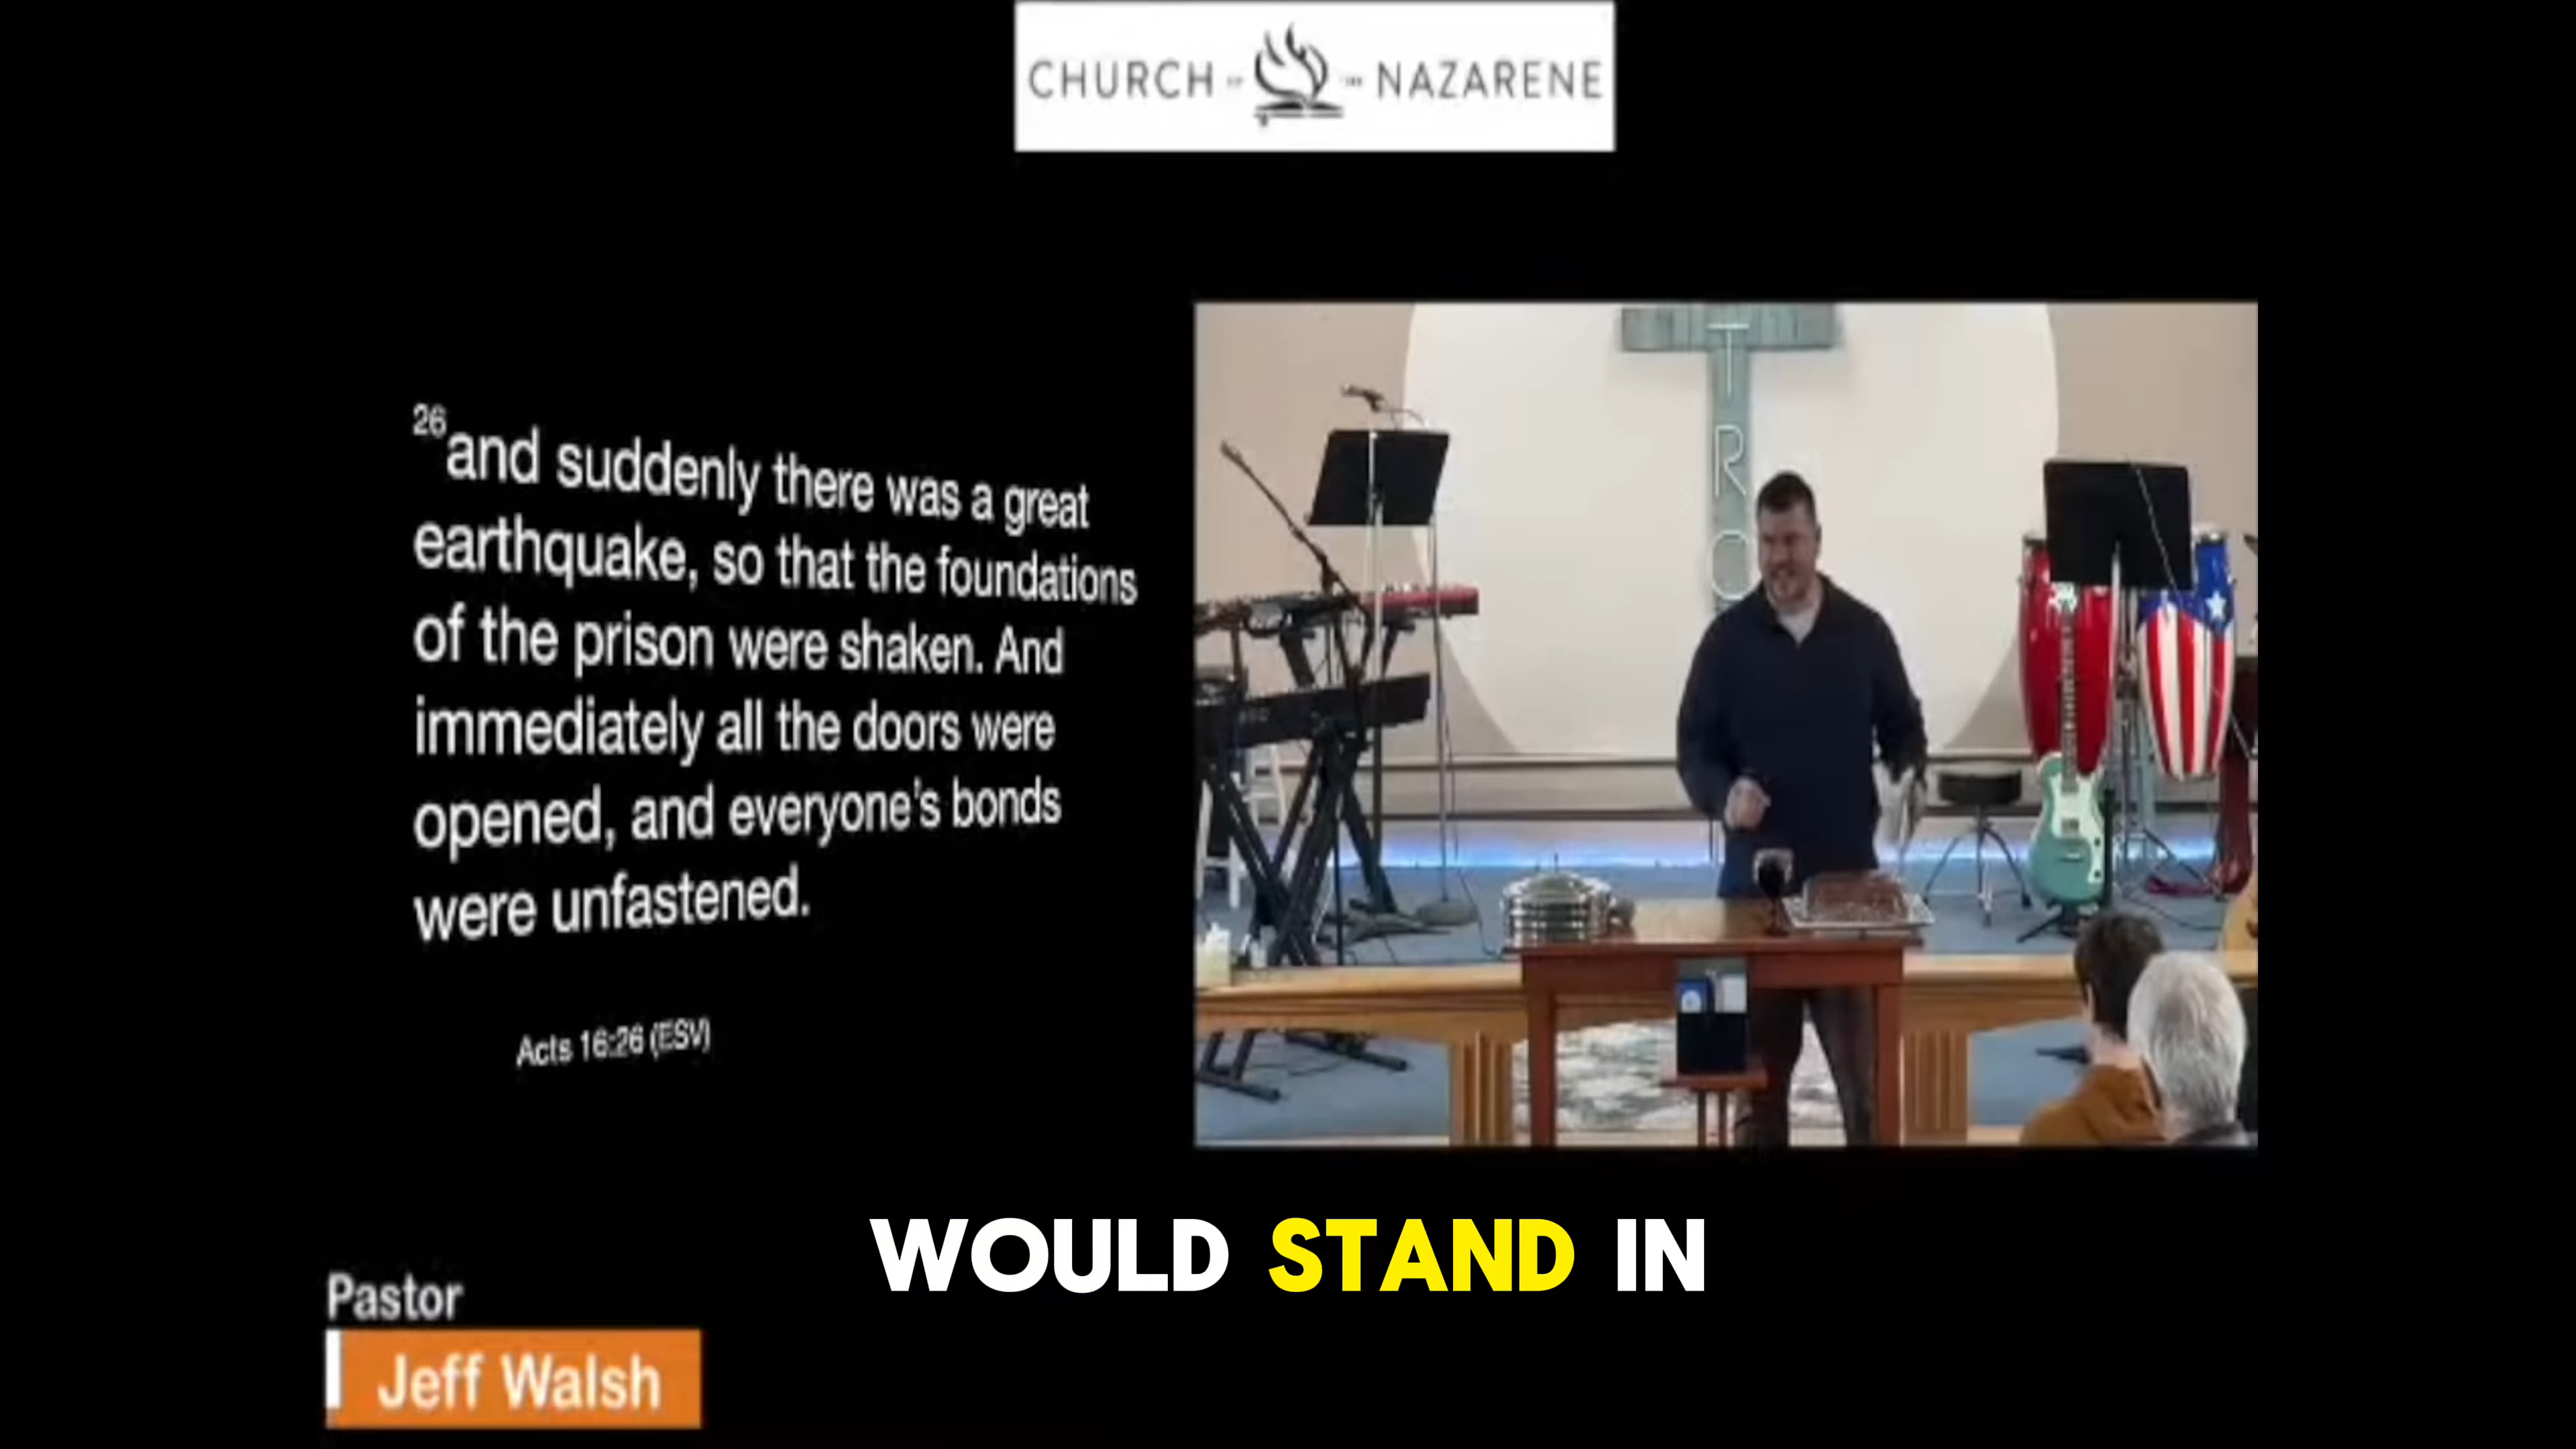 CHURCH OF THE NAZARENE
26 and suddenly there was a great
earthquake, so that the foundations
of the prison were shaken. And
immediately all the doors were
opened, and everyone's bonds
were unfastened.
Acts 16:26 (ESV)
T
R
O
WOULD STAND IN
Pastor
Jeff Walsh